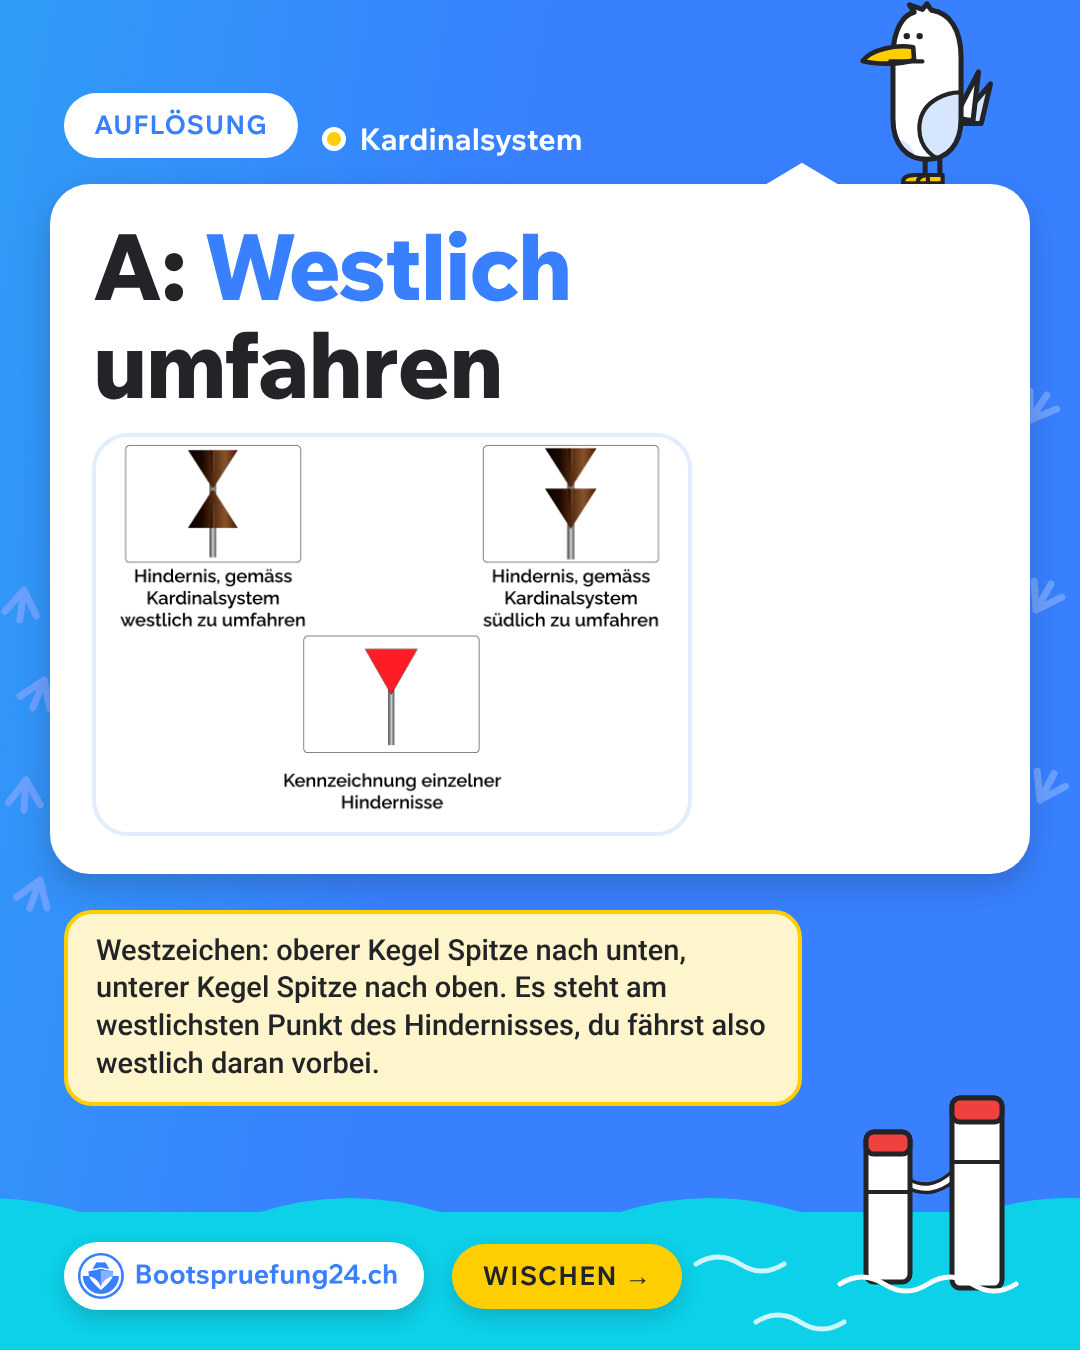 AUFLÖSUNG
Kardinalsystem
A: Westlich
umfahren
Hindernis, gemäss
Kardinalsystem
westlich zu umfahren
Hindernis, gemäss
Kardinalsystem
südlich zu umfahren
Kennzeichnung einzelner
Hindernisse
Westzeichen: oberer Kegel Spitze nach unten,
unterer Kegel Spitze nach oben. Es steht am
westlichsten Punkt des Hindernisses, du fährst also
westlich daran vorbei.
Bootspruefung24.ch
WISCHEN →